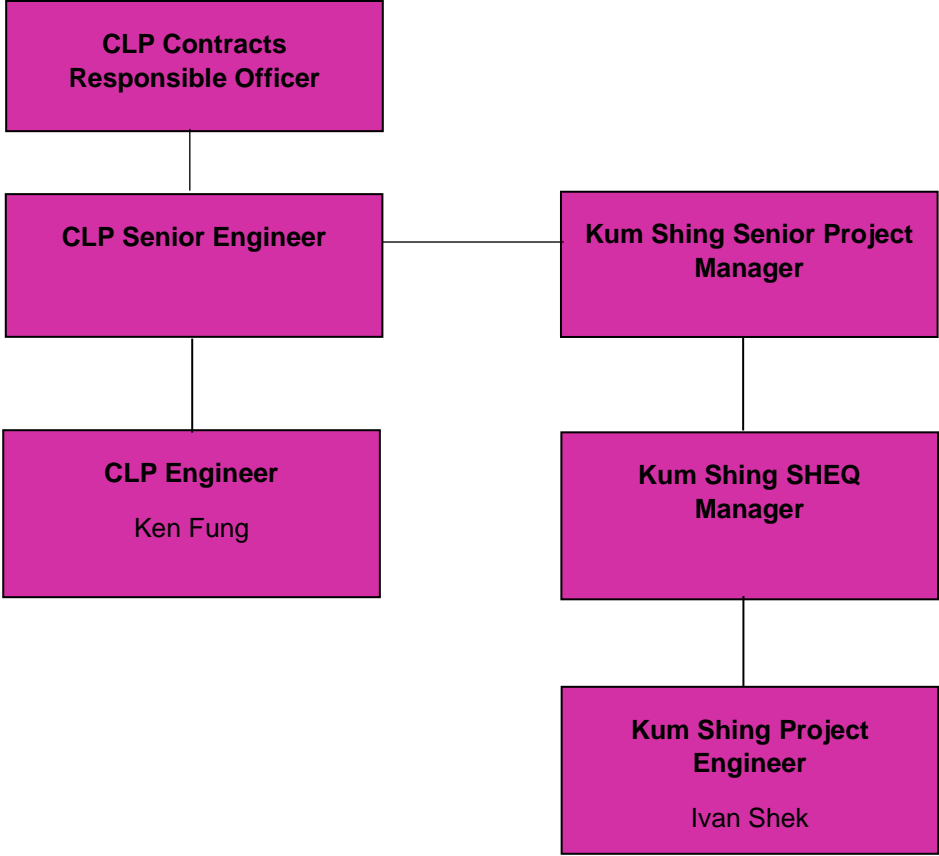 CLP Contracts
Responsible Officer
CLP Senior Engineer
Kum Shing Senior Project
Manager
CLP Engineer
Ken Fung
Kum Shing SHEQ
Manager
Kum Shing Project
Engineer
Ivan Shek